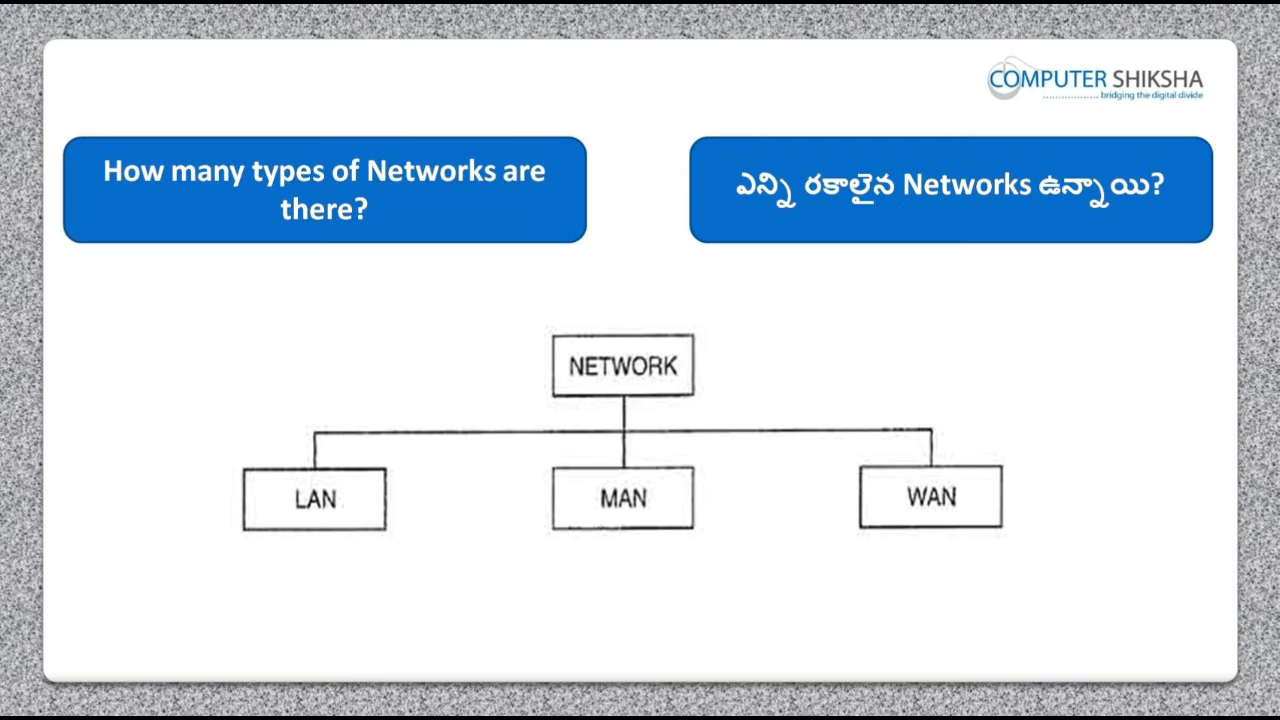 COMPUTER SHIKSHA
bridging the digital divide
How many types of Networks are
there?
ఎన్ని రకాలైన Networks ఉన్నాయి?
NETWORK
LAN
MAN
WAN